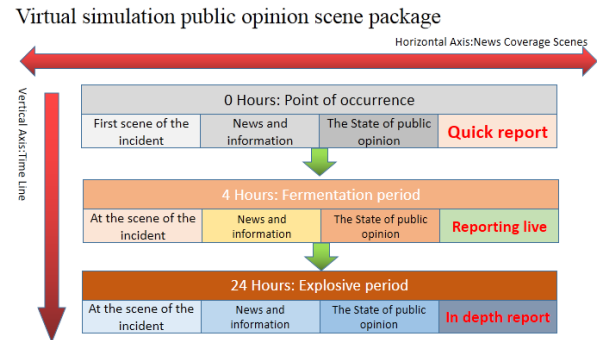 Virtual simulation public opinion scene package
Horizontal Axis:News Coverage Scenes
Vertical Axis:Time Line
0 Hours: Point of occurrence
First scene of the
incident
News and
information
The State of public
opinion
Quick report
4 Hours: Fermentation period
At the scene of the
incident
News and
information
The State of public
opinion
Reporting live
24 Hours: Explosive period
At the scene of the
incident
News and
information
The State of public
opinion
In depth report